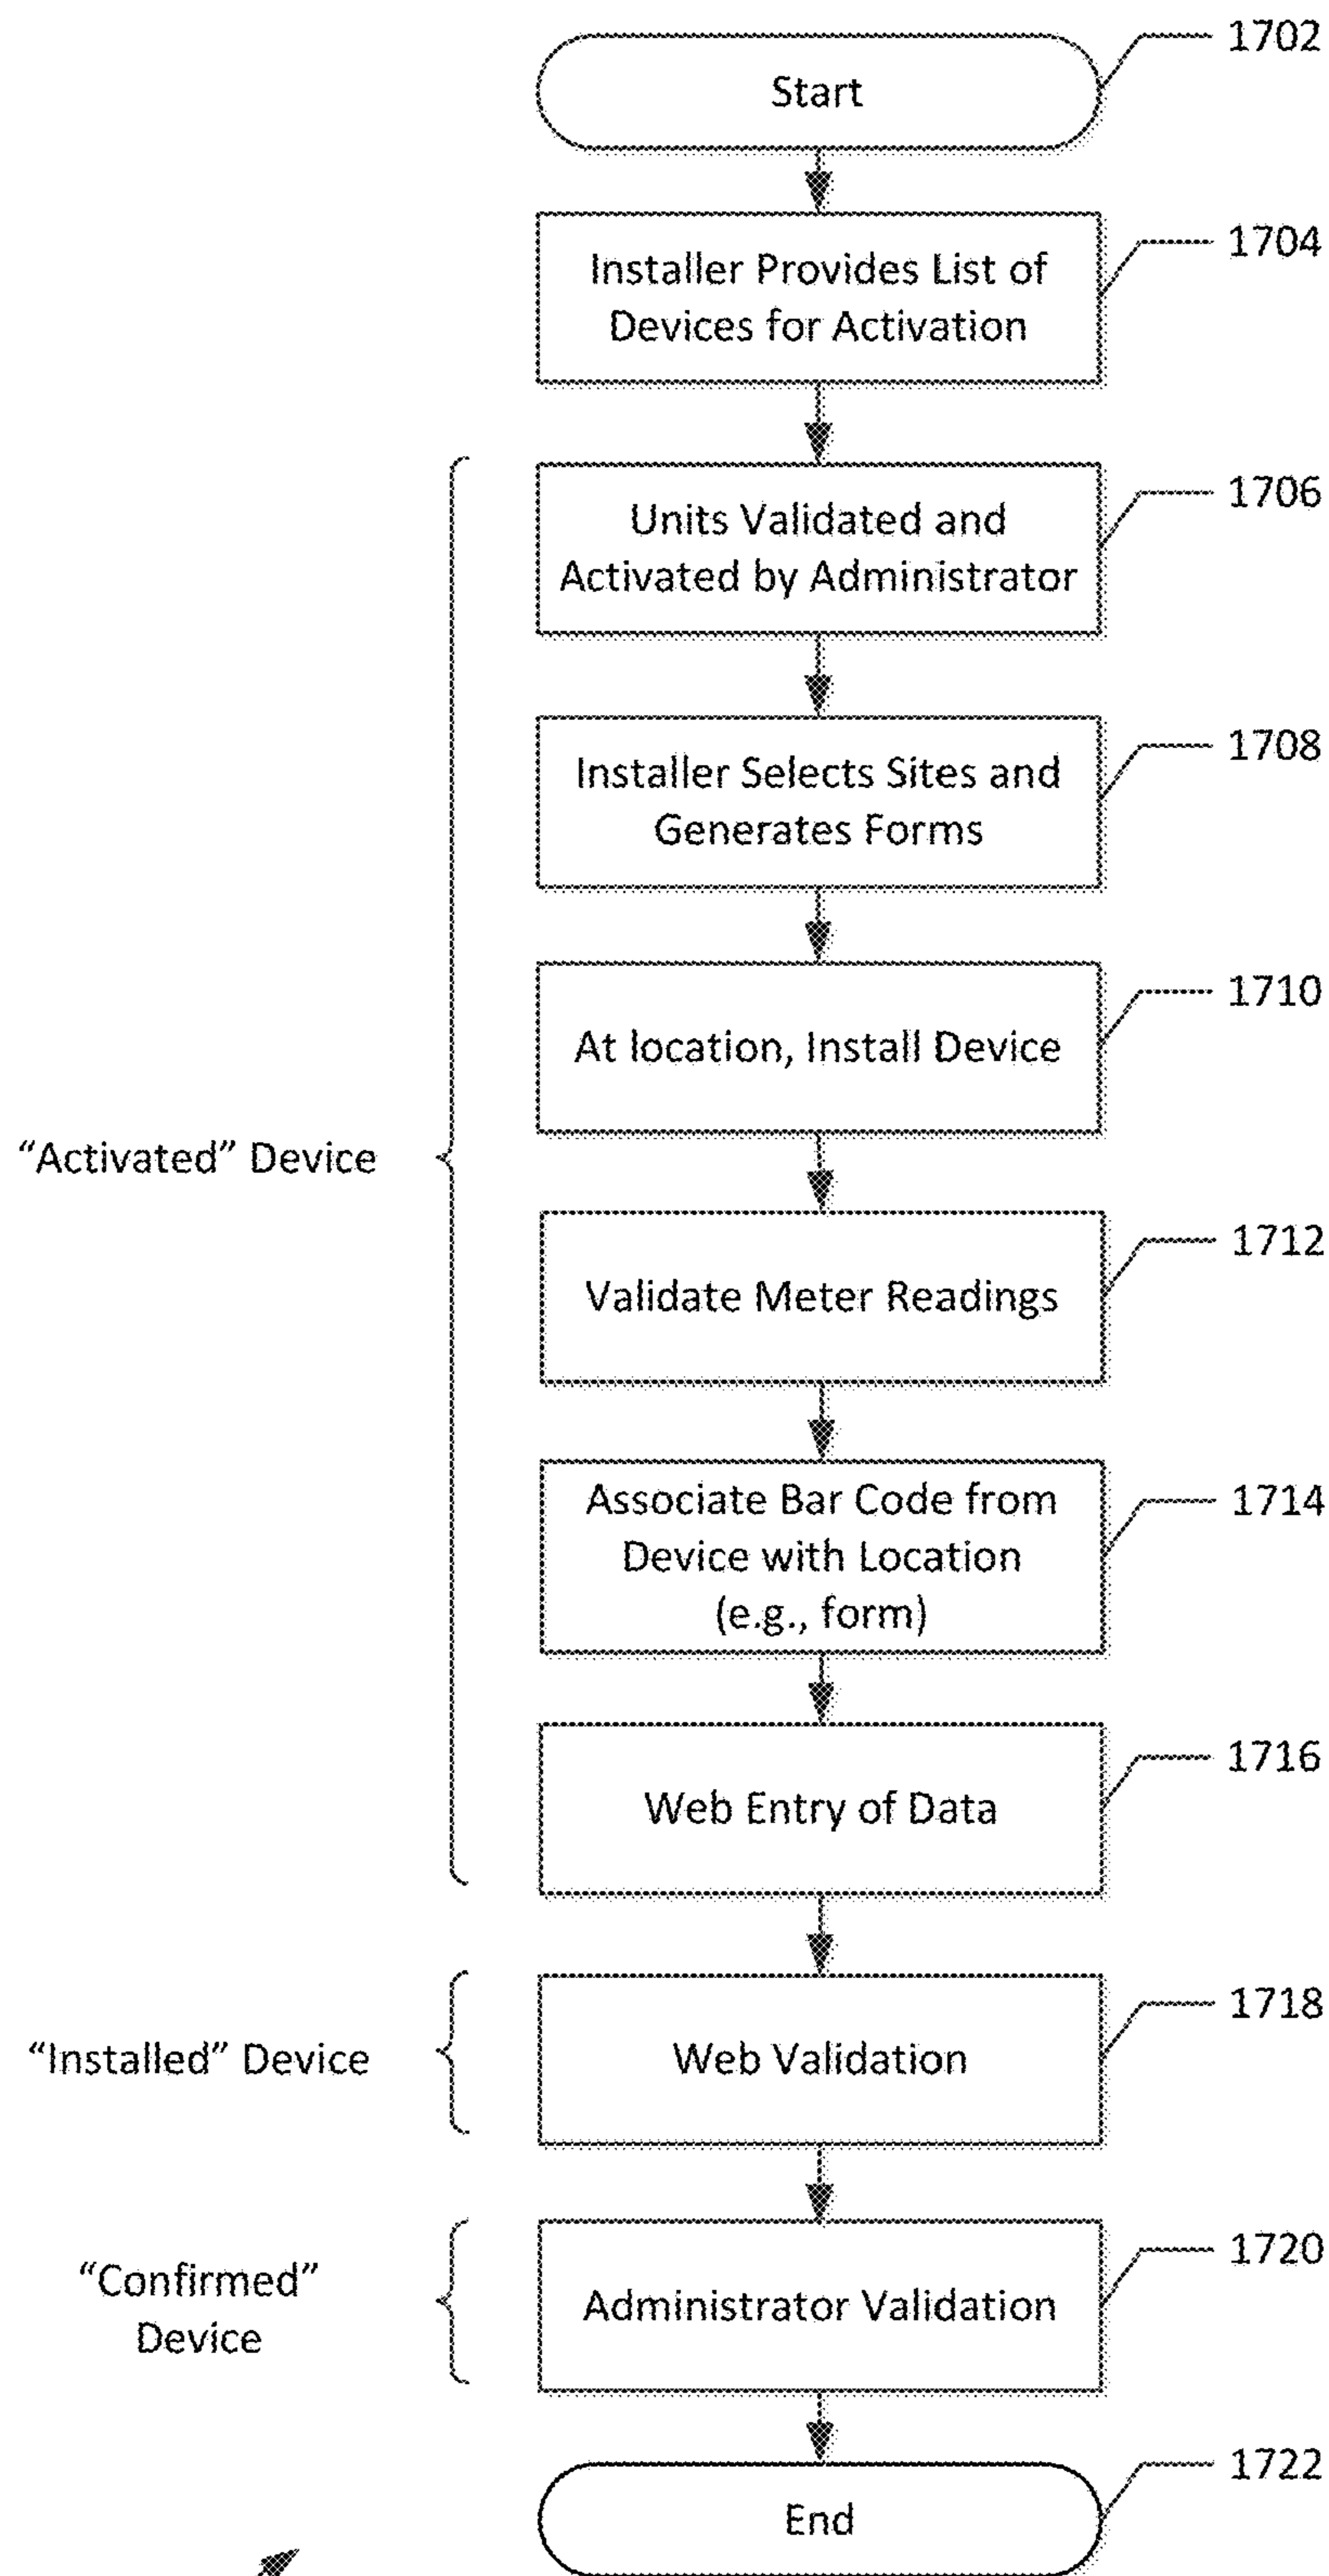 Start
1702
Installer Provides List of
Devices for Activation
1704
Units Validated and
Activated by Administrator
1706
Installer Selects Sites and
Generates Forms
1708
At location, Install Device
1710
“Activated” Device
Validate Meter Readings
1712
Associate Bar Code from
Device with Location
(e.g., form)
1714
Web Entry of Data
1716
“Installed” Device
Web Validation
1718
“Confirmed”
Device
Administrator Validation
1720
End
1722